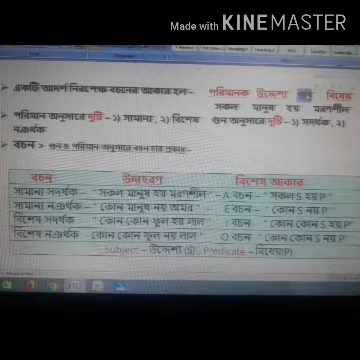 Made with KINEMASTER
একটি আদর্শ নিরপেক্ষ বচনের আকার হল- পরিমানক উদ্দেশ্য গুন বিধেয়
সকল মানুষ হয় মরণশীল
পরিমান অনুসারে দুটি- ১) সামান্য, ২) বিশেষ গুন অনুসারে দুটি- ১) সদর্থক, ২)
নঞর্থক
বচন > গুন ও পরিমান অনুসারে বচন চার প্রকার-
বচন উদাহরণ বিশেষ আকার
সামান্য সদর্থক- " সকল মানুষ হয় মরণশীল" -A বচন - "সকল S হয় P"
সামান্য নঞর্থক- " কোন মানুষ নয় অমর" - E বচন - "কোন S নয় P"
বিশেষ সদর্থক - " কোন কোন ফুল হয় লাল" - I বচন - "কোন কোন S হয় P"
বিশেষ নঞর্থক - "কোন কোন ফুল নয় লাল" - O বচন - "কোন কোন S নয় P"
Subject - উদ্দেশ্য (S), Predicate - বিধেয়(P)